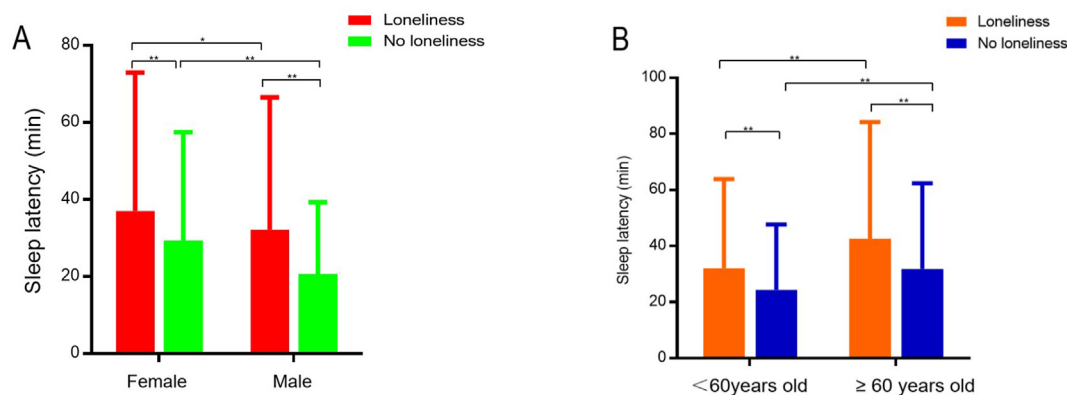 A
Loneliness
No loneliness
Sleep latency (min)
80
60
40
20
0
*
**
**
**
Female
Male
B
Loneliness
No loneliness
Sleep latency (min)
100
80
60
40
20
0
**
**
**
**
<60years old
≥ 60 years old